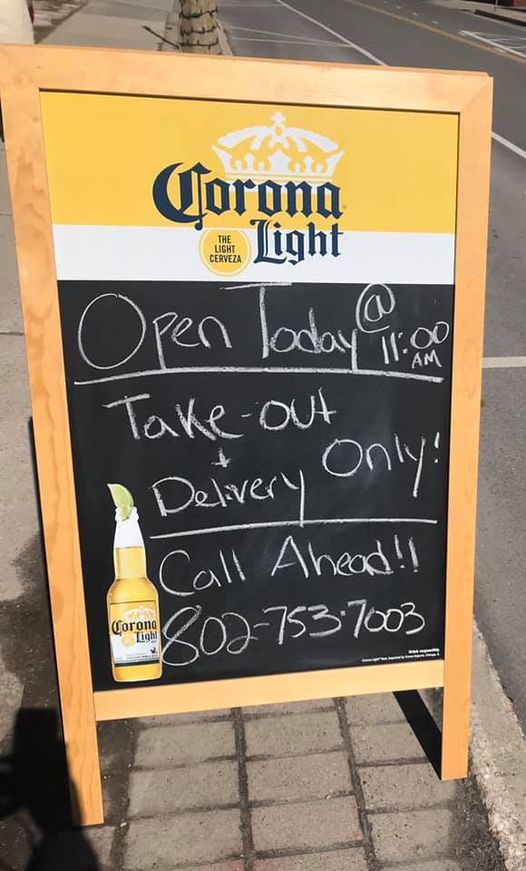 Corona
Light
THE
LIGHT
CERVEZA
Open Today @ 11:00
AM
Take-out
+
Delivery Only!
Call Ahead!!
802-753-7003
Corona
Light